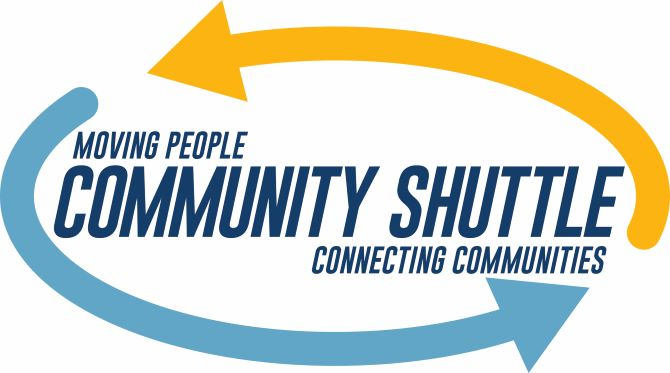 MOVING PEOPLE
COMMUNITY SHUTTLE
CONNECTING COMMUNITIES